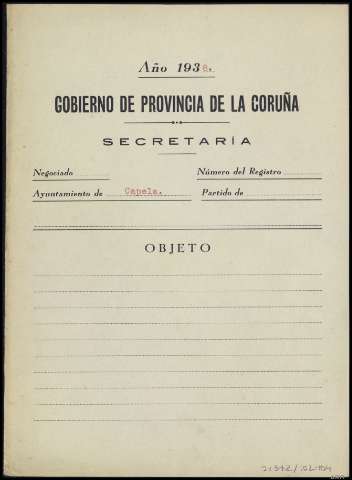 Año 1938.
GOBIERNO DE PROVINCIA DE LA CORUÑA
SECRETARÍA
Negociado
Número del Registro
Ayuntamiento de Capela.
Partido de
OBJETO